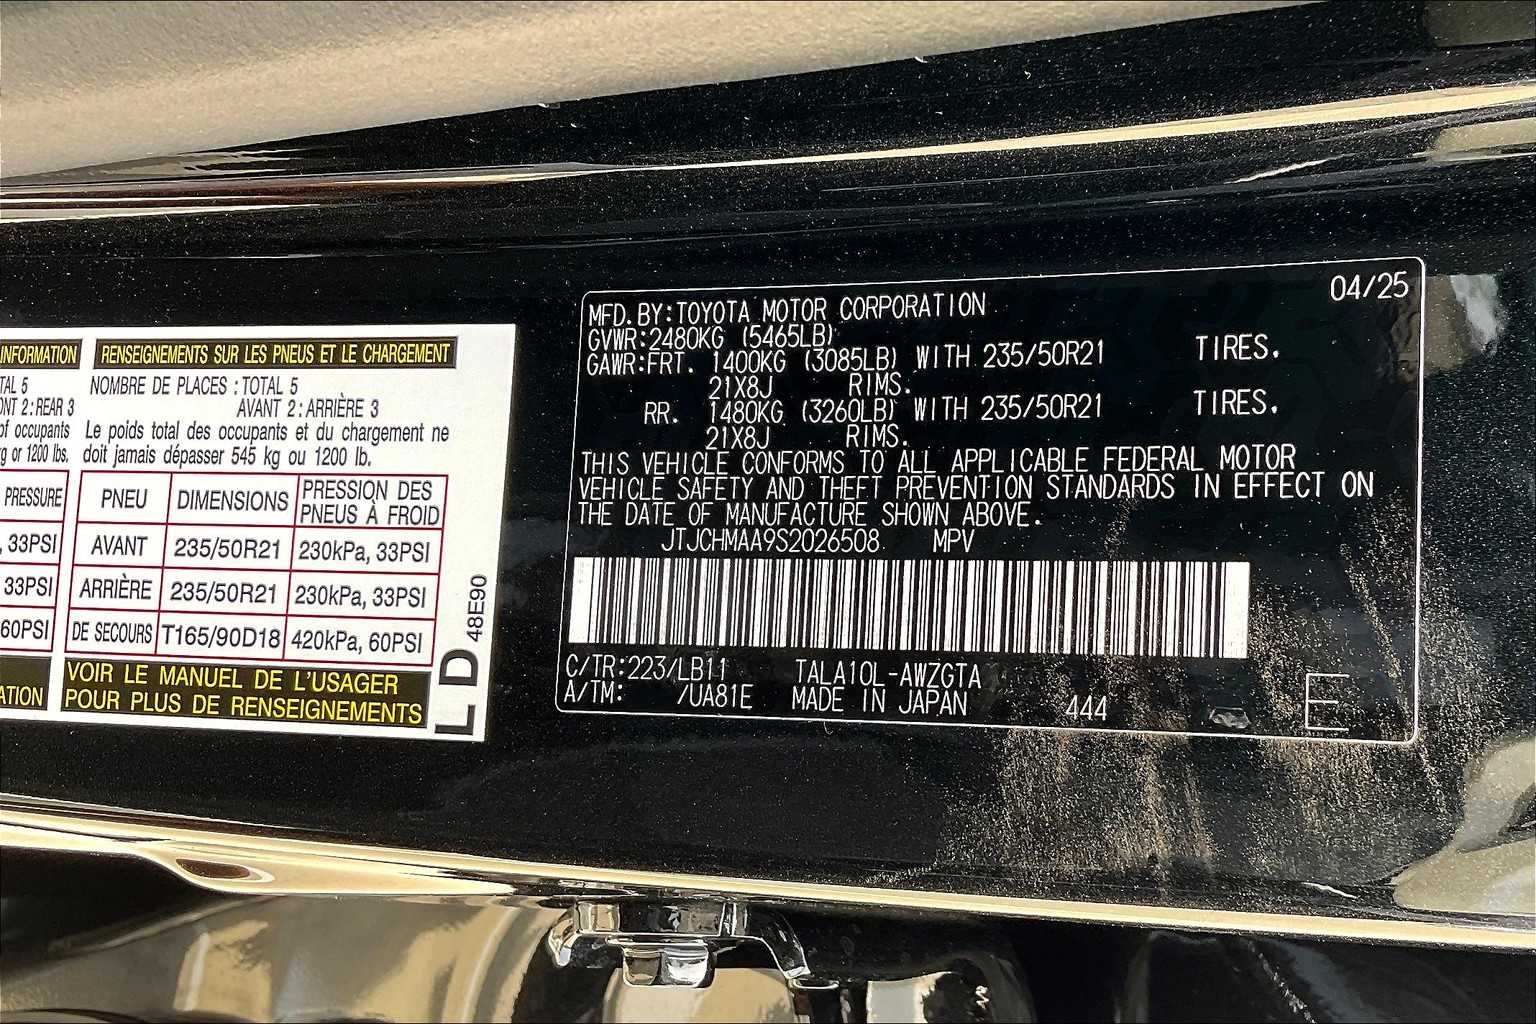 INFORMATION
TAL 5
ONT 2 : REAR 3
of occupants
kg or 1200 lbs.
PRESSURE
, 33PSI
33PSI
60PSI
ATION
RENSEIGNEMENTS SUR LES PNEUS ET LE CHARGEMENT
NOMBRE DE PLACES : TOTAL 5
AVANT 2 : ARRIÈRE 3
Le poids total des occupants et du chargement ne
doit jamais dépasser 545 kg ou 1200 lb.
PNEU DIMENSIONS PRESSION DES
PNEUS À FROID
AVANT 235/50R21 230kPa, 33PSI
ARRIÈRE 235/50R21 230kPa, 33PSI
DE SECOURS T165/90D18 420kPa, 60PSI
VOIR LE MANUEL DE L'USAGER
POUR PLUS DE RENSEIGNEMENTS
LD
48E90
04/25
MFD. BY:TOYOTA MOTOR CORPORATION
GVWR:2480KG (5465LB)
GAWR:FRT. 1400KG (3085LB) WITH 235/50R21 TIRES.
21X8J RIMS.
RR. 1480KG (3260LB) WITH 235/50R21 TIRES.
21X8J RIMS.
THIS VEHICLE CONFORMS TO ALL APPLICABLE FEDERAL MOTOR
VEHICLE SAFETY AND THEFT PREVENTION STANDARDS IN EFFECT ON
THE DATE OF MANUFACTURE SHOWN ABOVE.
JTJCHMAA9S2026508 MPV
C/TR:223/LB11 TALA10L-AWZGTA
A/TM: /UA81E MADE IN JAPAN 444 E